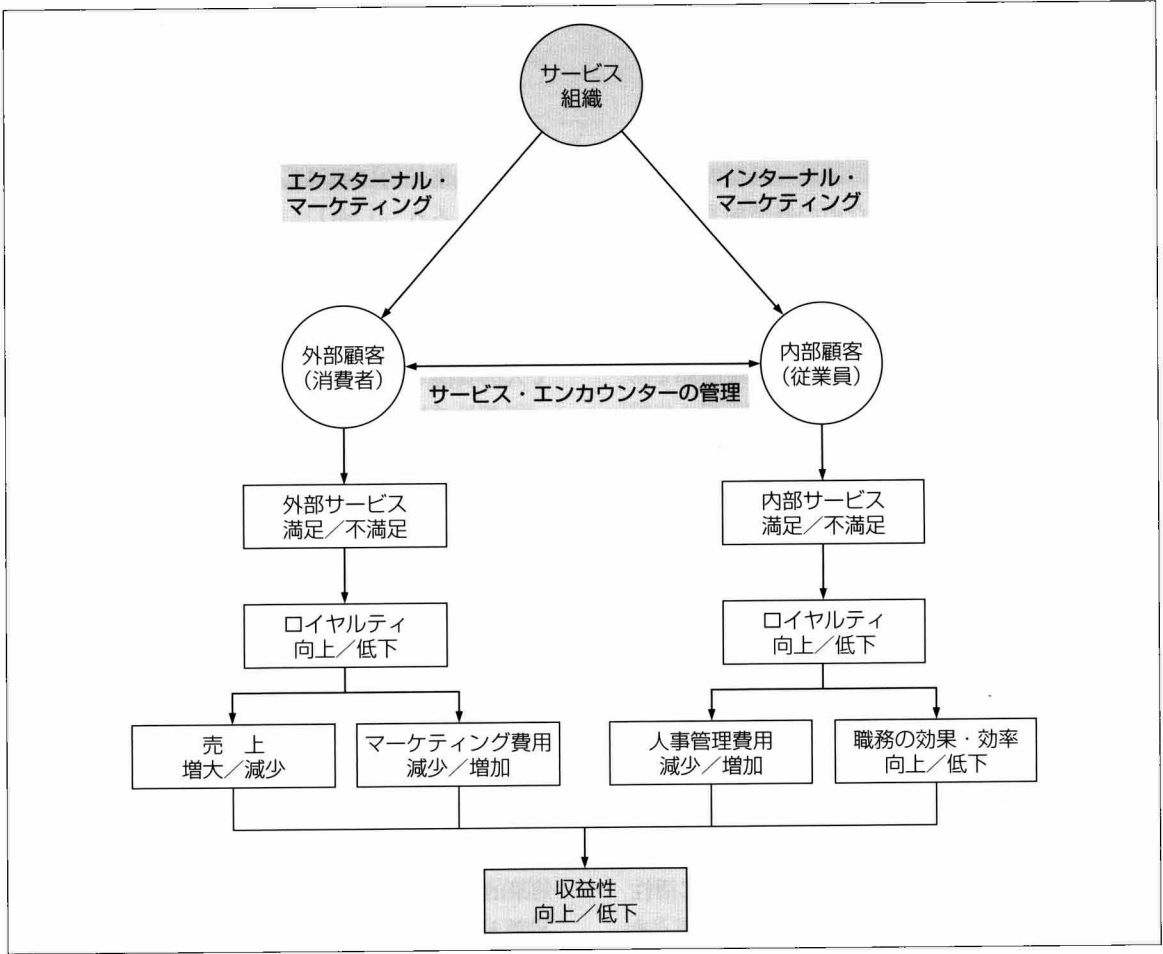 サービス
組織
エクスターナル・
マーケティング
インターナル・
マーケティング
外部顧客
（消費者）
内部顧客
（従業員）
サービス・エンカウンターの管理
外部サービス
満足／不満足
内部サービス
満足／不満足
ロイヤルティ
向上／低下
ロイヤルティ
向上／低下
売　上
増大／減少
マーケティング費用
減少／増加
人事管理費用
減少／増加
職務の効果・効率
向上／低下
収益性
向上／低下